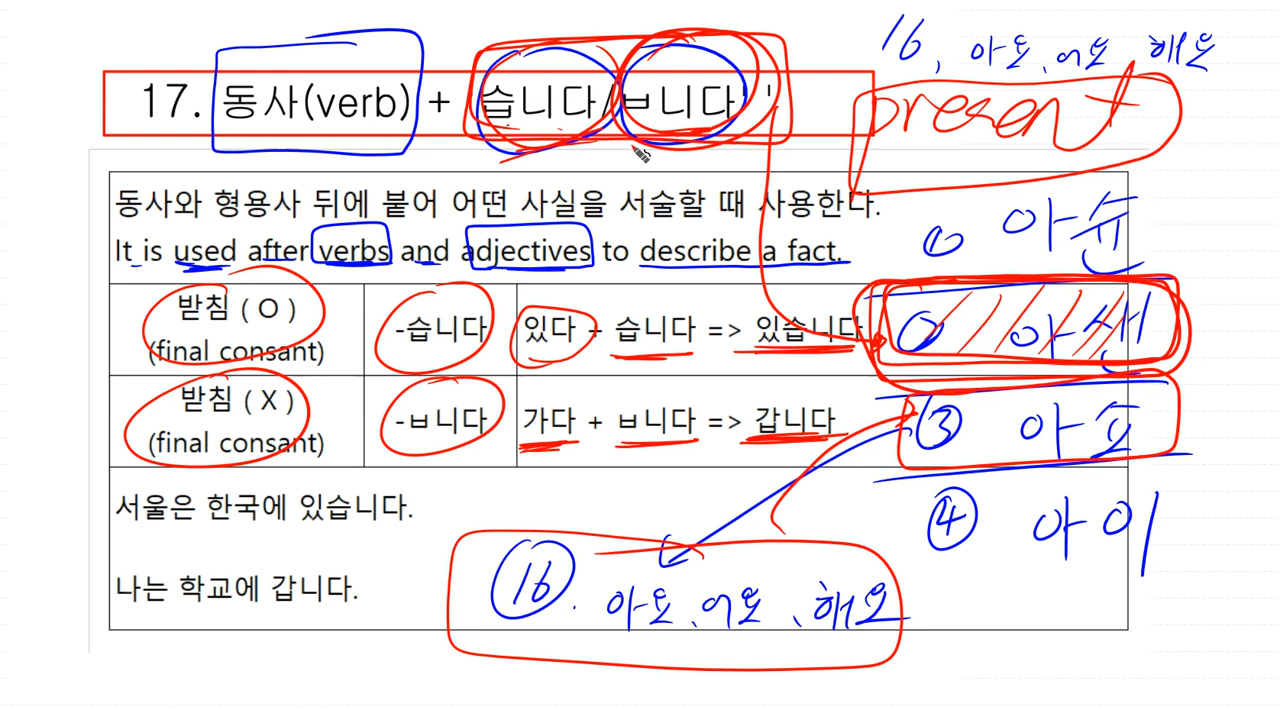 16, 아요, 어요, 해요
17. 동사(verb) + 습니다/ㅂ니다
present
동사와 형용사 뒤에 붙어 어떤 사실을 서술할 때 사용한다.
It is used after verbs and adjectives to describe a fact.
① 아
받침 ( O )
(final consant)
-습니다
있다 + 습니다 => 있습니다
② 아
받침 ( X )
(final consant)
-ㅂ니다
가다 + ㅂ니다 => 갑니다
③ 아
서울은 한국에 있습니다.
④ 아이
나는 학교에 갑니다.
16. 아요, 어요, 해요